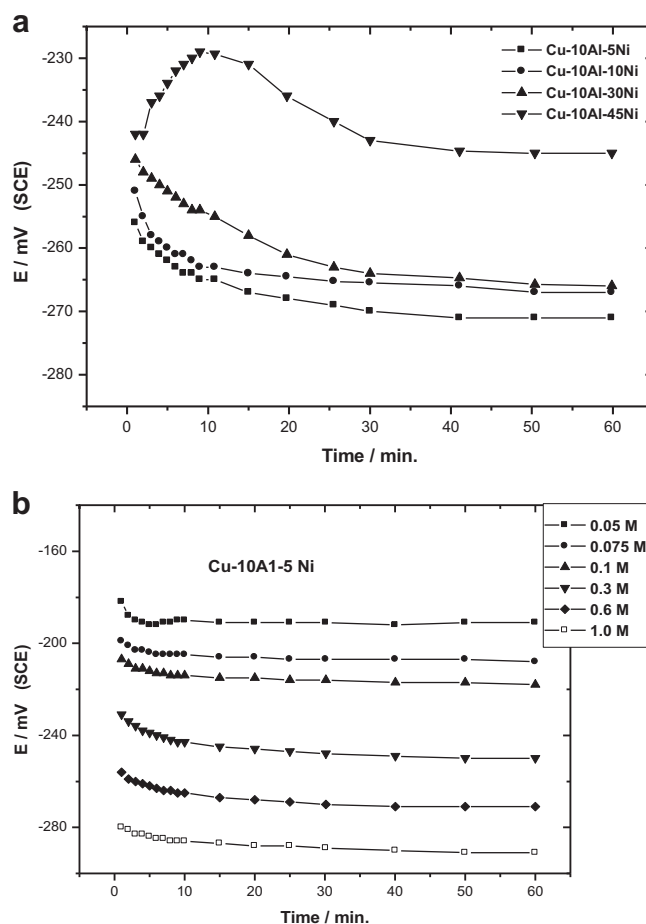 a
Cu-10Al-5Ni
Cu-10Al-10Ni
Cu-10Al-30Ni
Cu-10Al-45Ni
E / mV (SCE)
-230
-240
-250
-260
-270
-280
0 10 20 30 40 50 60
Time / min.
b
0.05 M
0.075 M
0.1 M
0.3 M
0.6 M
1.0 M
Cu-10A1-5 Ni
E / mV (SCE)
-160
-200
-240
-280
0 10 20 30 40 50 60
Time / min.